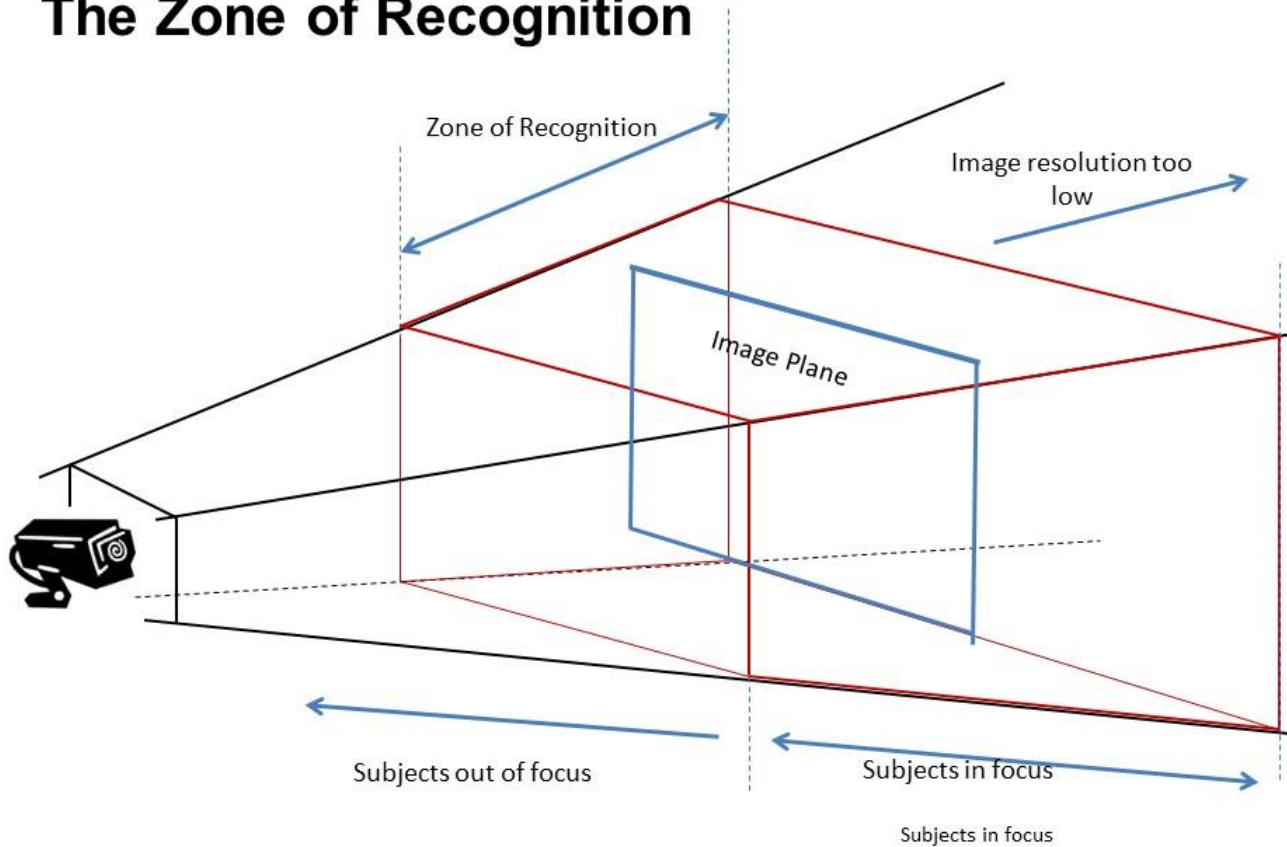 The Zone of Recognition
Zone of Recognition
Image resolution too
low
Image Plane
Subjects out of focus
Subjects in focus
Subjects in focus